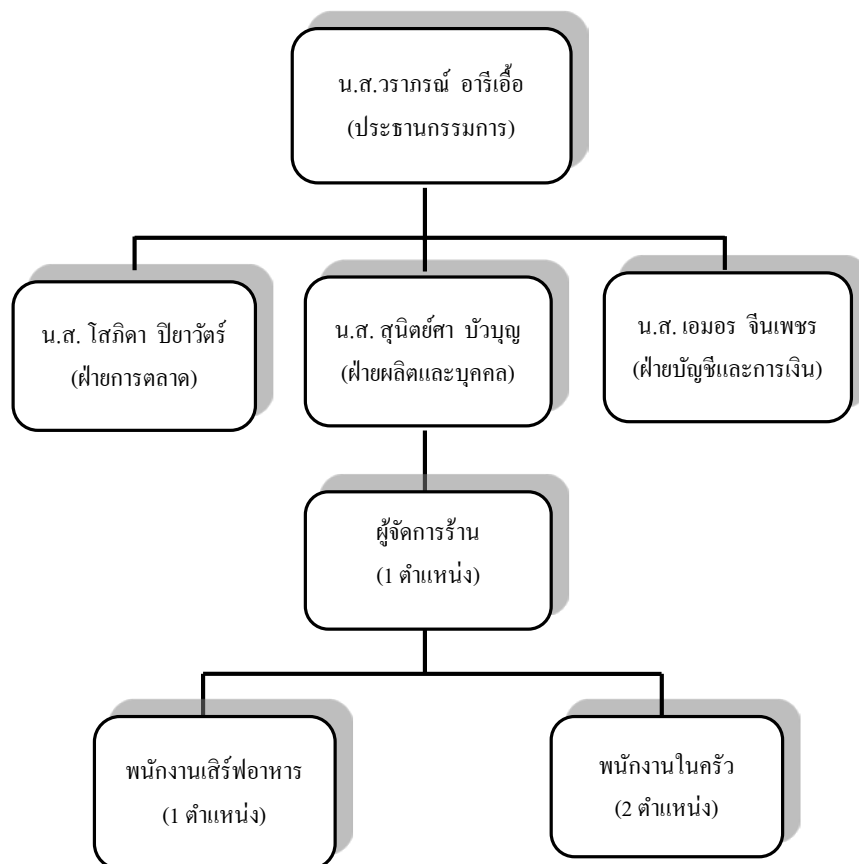 น.ส.วราภรณ์ อารีเอื้อ
(ประธานกรรมการ)
น.ส. โสภิดา ปิยาวัตร์
(ฝ่ายการตลาด)
น.ส. สุนิตย์ศา บัวบุญ
(ฝ่ายผลิตและบุคคล)
น.ส. เอมอร จีนเพชร
(ฝ่ายบัญชีและการเงิน)
ผู้จัดการร้าน
(1 ตำแหน่ง)
พนักงานเสิร์ฟอาหาร
(1 ตำแหน่ง)
พนักงานในครัว
(2 ตำแหน่ง)